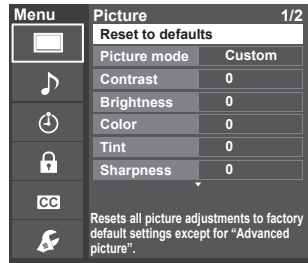 Menu
Picture 1/2
Reset to defaults
Picture mode Custom
Contrast 0
Brightness 0
Color 0
Tint 0
Sharpness 0
CC
Resets all picture adjustments to factory
default settings except for “Advanced
picture”.